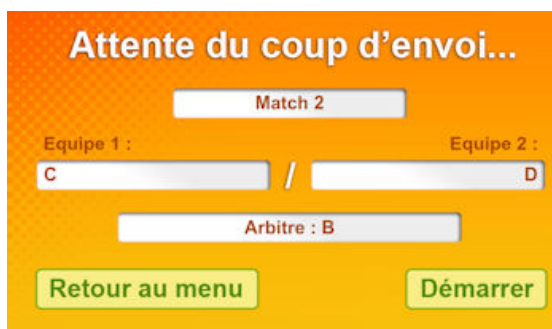 Attente du coup d'envoi...
Match 2
Equipe 1 : Equipe 2 :
C / D
Arbitre : B
Retour au menu Démarrer